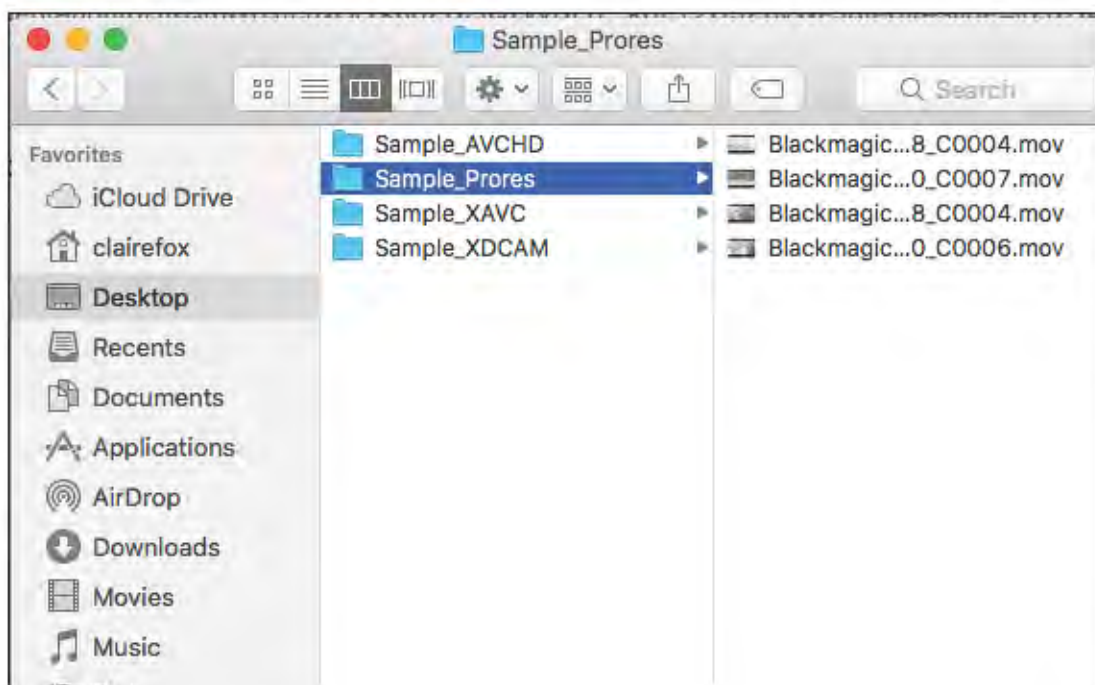 Sample_Prores
Search
Favorites
iCloud Drive
clairefox
Desktop
Recents
Documents
Applications
AirDrop
Downloads
Movies
Music
Sample_AVCHD
Sample_Prores
Sample_XAVC
Sample_XDCAM
Blackmagic...8_C0004.mov
Blackmagic...0_C0007.mov
Blackmagic...8_C0004.mov
Blackmagic...0_C0006.mov